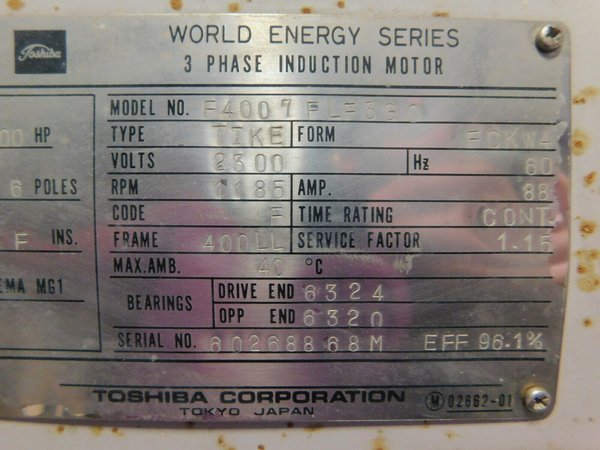 Toshiba
WORLD ENERGY SERIES
3 PHASE INDUCTION MOTOR
MODEL NO. F4007FLF3GC
00 HP TYPE TIKE FORM FCKW4
VOLTS 2300 Hz 60
6 POLES RPM 1185 AMP. 88
CODE F TIME RATING CONT.
F INS. FRAME 400LL SERVICE FACTOR 1.15
MAX.AMB. 40 °C
EMA MG1 BEARINGS DRIVE END 6324
OPP END 6320
SERIAL NO. 60268868M EFF 96.1%
TOSHIBA CORPORATION
TOKYO JAPAN
M 02662-01